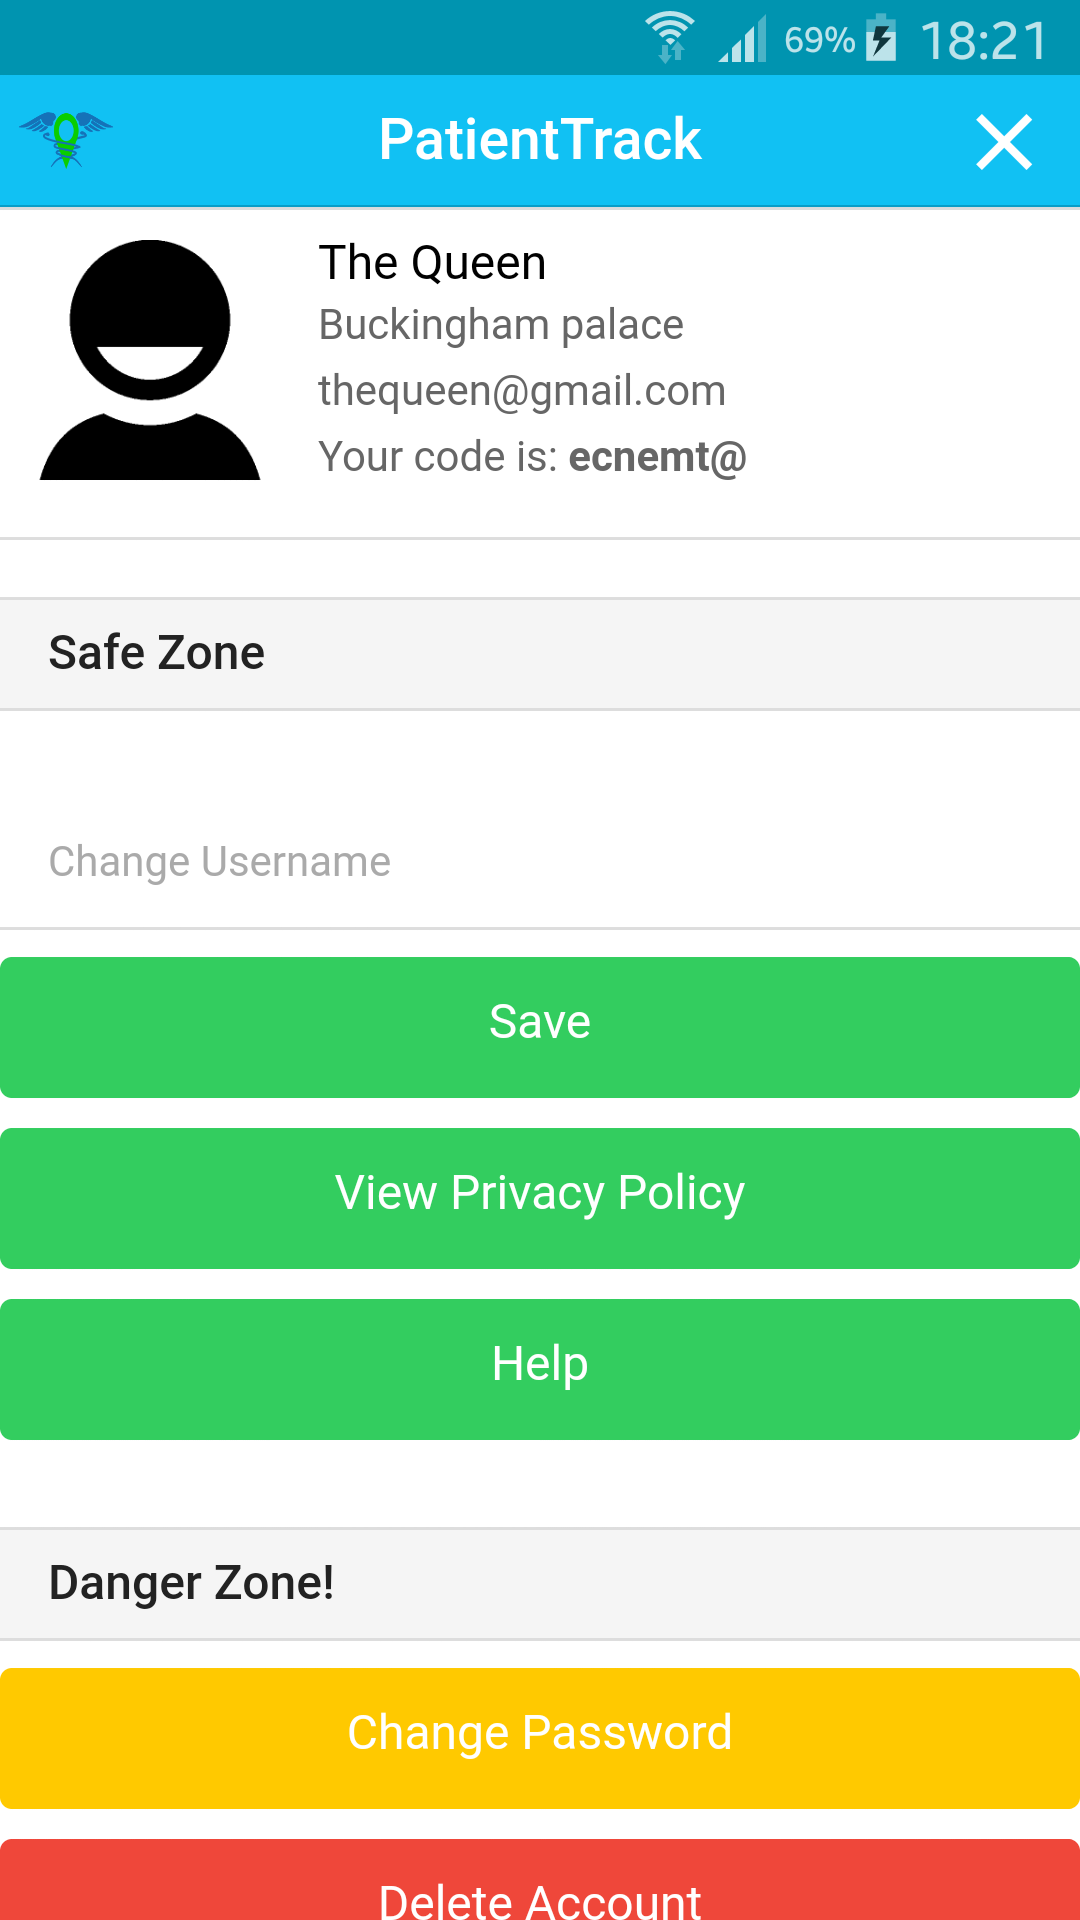 69% 18:21
PatientTrack
The Queen
Buckingham palace
thequeen@gmail.com
Your code is: ecnemt@
Safe Zone
Change Username
Save
View Privacy Policy
Help
Danger Zone!
Change Password
Delete Account